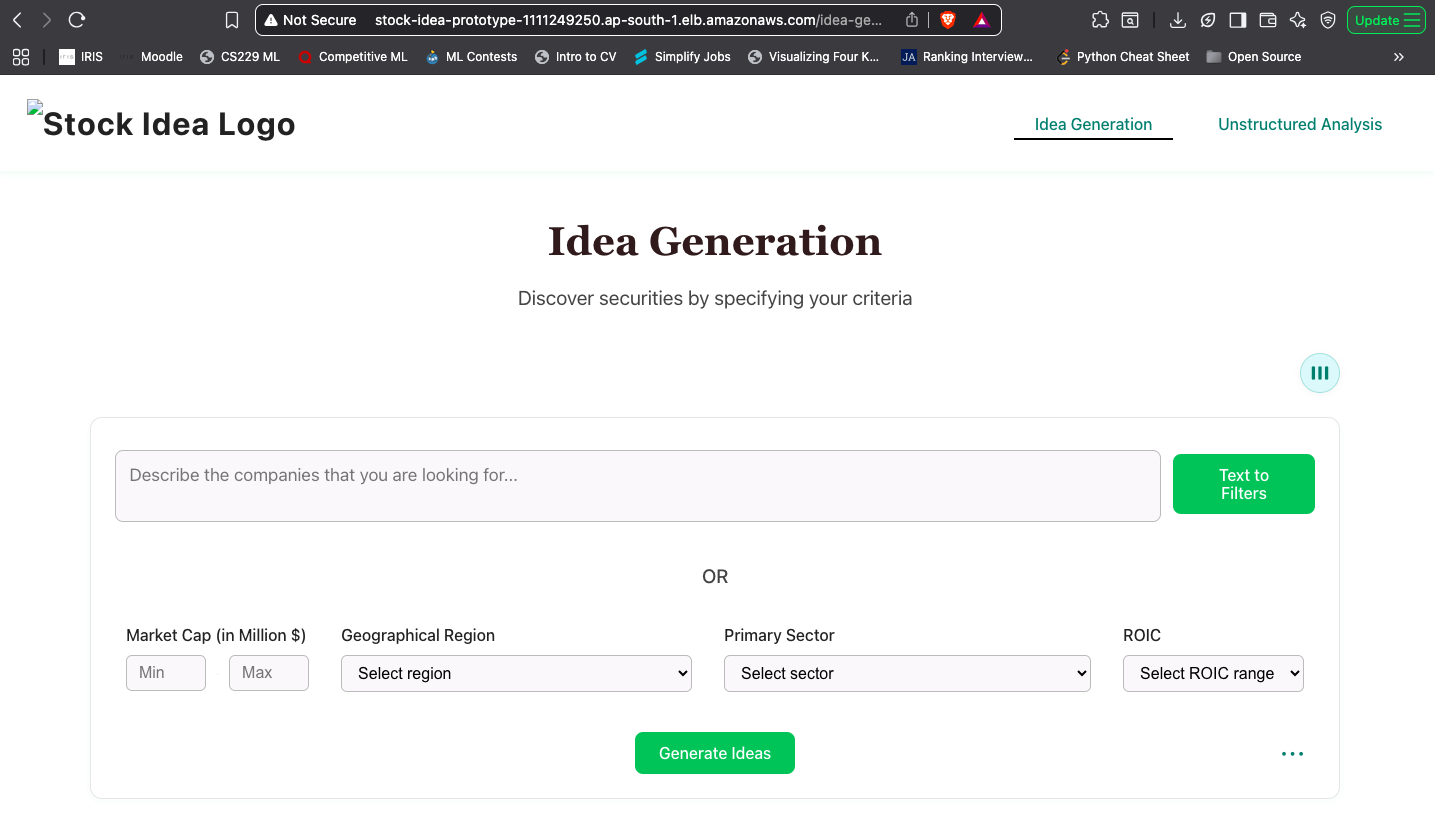 Not Secure stock-idea-prototype-1111249250.ap-south-1.elb.amazonaws.com/idea-ge...
Update
IRIS Moodle CS229 ML Competitive ML ML Contests Intro to CV Simplify Jobs Visualizing Four K... JA Ranking Interview... Python Cheat Sheet Open Source
Stock Idea Logo
Idea Generation Unstructured Analysis
Idea Generation
Discover securities by specifying your criteria
Describe the companies that you are looking for...
Text to
Filters
OR
Market Cap (in Million $) Geographical Region Primary Sector ROIC
Min - Max Select region Select sector Select ROIC range
Generate Ideas